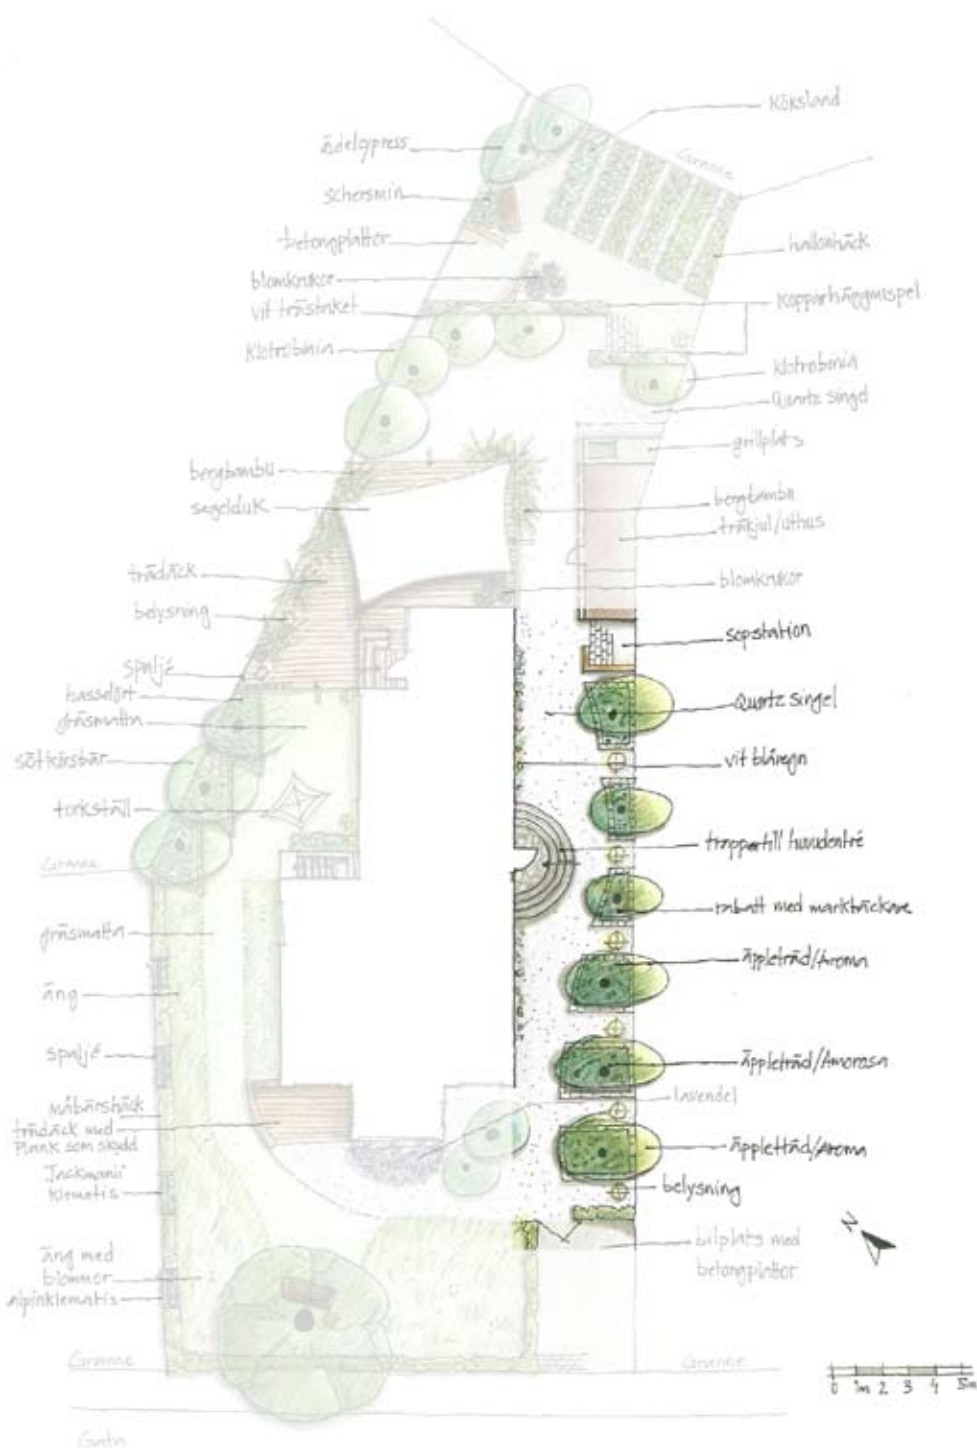 Köksland
ädelcypress
Granne
schersmin
betongplattor
hallonhäck
blomkrukor
vit trästaket
Kopparhäggmispel
Klotrobinia
Klotrobinia
Quartz singel
grillplats
bergbambu
segelduk
bergbambu
träskjul/uthus
trädäck
blomkrukor
belysning
sopstation
spaljé
hasselört
gräsmatta
Quartz singel
sötkörsbär
vit blåregn
torkställ
trappor till huvudentré
Granne
rabatt med marktäckare
gräsmatta
äppleträd/Aroma
äng
spaljé
äppleträd/Amorosa
måbärshäck
lavendel
trädäck med
plank som skydd
äppleträd/Aroma
Jackmanii
Klematis
belysning
N
bilplats med
betongplattor
äng med
blommor
alpinklematis
Granne
Granne
0 1m 2 3 4 5m
Gata